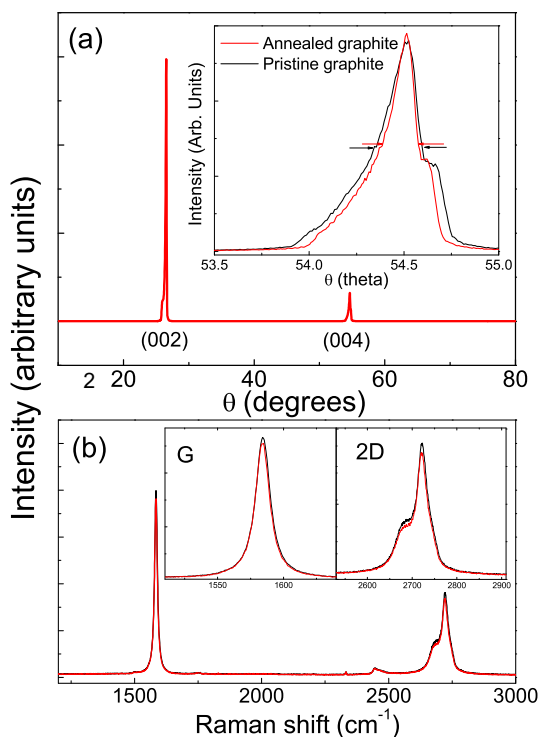 (a)
Annealed graphite
Pristine graphite
Intensity (Arb. Units)
53.5 54.0 54.5 55.0
θ (theta)
(002) (004)
2 20 40 60 80
θ (degrees)
Intensity (arbitrary units)
(b)
G
1550 1600
2D
2600 2700 2800 2900
1500 2000 2500 3000
Raman shift (cm⁻¹)